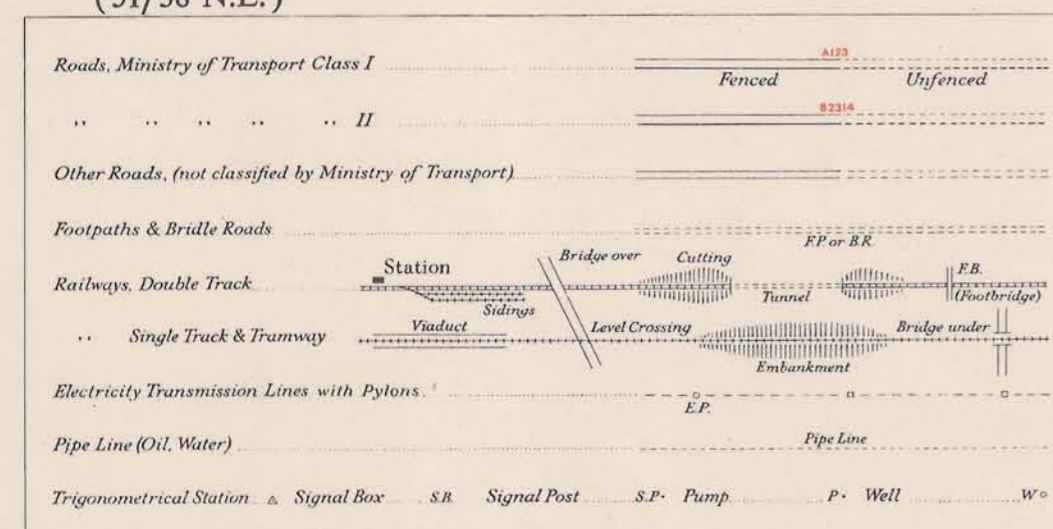 (31/38 N.E.)
Roads, Ministry of Transport Class I A123
Fenced Unfenced
,, ,, ,, ,, ,, II B2314
Other Roads, (not classified by Ministry of Transport)
Footpaths & Bridle Roads
F.P. or B.R.
Station Bridge over Cutting F.B.
Railways, Double Track
Sidings Tunnel (Footbridge)
,, Single Track & Tramway Viaduct Level Crossing Bridge under
Embankment
Electricity Transmission Lines with Pylons.
E.P.
Pipe Line (Oil, Water) Pipe Line
Trigonometrical Station Signal Box S.B. Signal Post S.P. Pump P. Well W